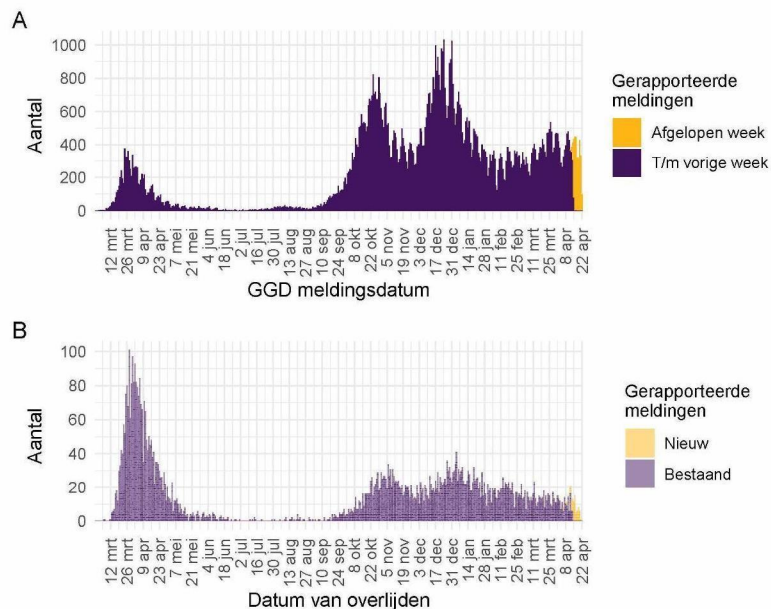 A
1000
800
600
400
200
0
Aantal
12 mrt
26 mrt
9 apr
23 apr
7 mei
21 mei
4 jun
18 jun
2 jul
16 jul
30 jul
13 aug
27 aug
10 sep
24 sep
8 okt
22 okt
5 nov
19 nov
3 dec
17 dec
31 dec
14 jan
28 jan
11 feb
25 feb
11 mrt
25 mrt
8 apr
22 apr
GGD meldingsdatum
Gerapporteerde
meldingen
Afgelopen week
T/m vorige week
B
100
80
60
40
20
0
Aantal
12 mrt
26 mrt
9 apr
23 apr
7 mei
21 mei
4 jun
18 jun
2 jul
16 jul
30 jul
13 aug
27 aug
10 sep
24 sep
8 okt
22 okt
5 nov
19 nov
3 dec
17 dec
31 dec
14 jan
28 jan
11 feb
25 feb
11 mrt
25 mrt
8 apr
22 apr
Datum van overlijden
Gerapporteerde
meldingen
Nieuw
Bestaand